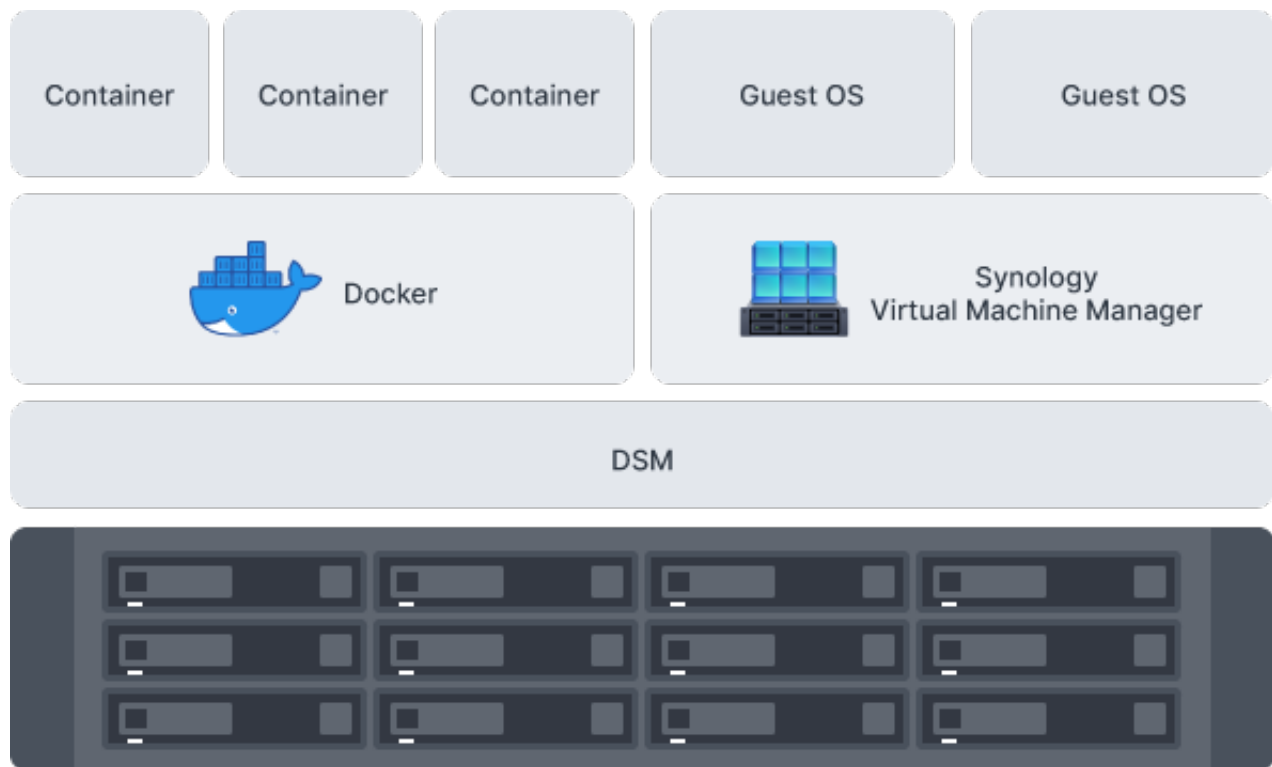 Container
Container
Container
Guest OS
Guest OS
Docker
Synology
Virtual Machine Manager
DSM